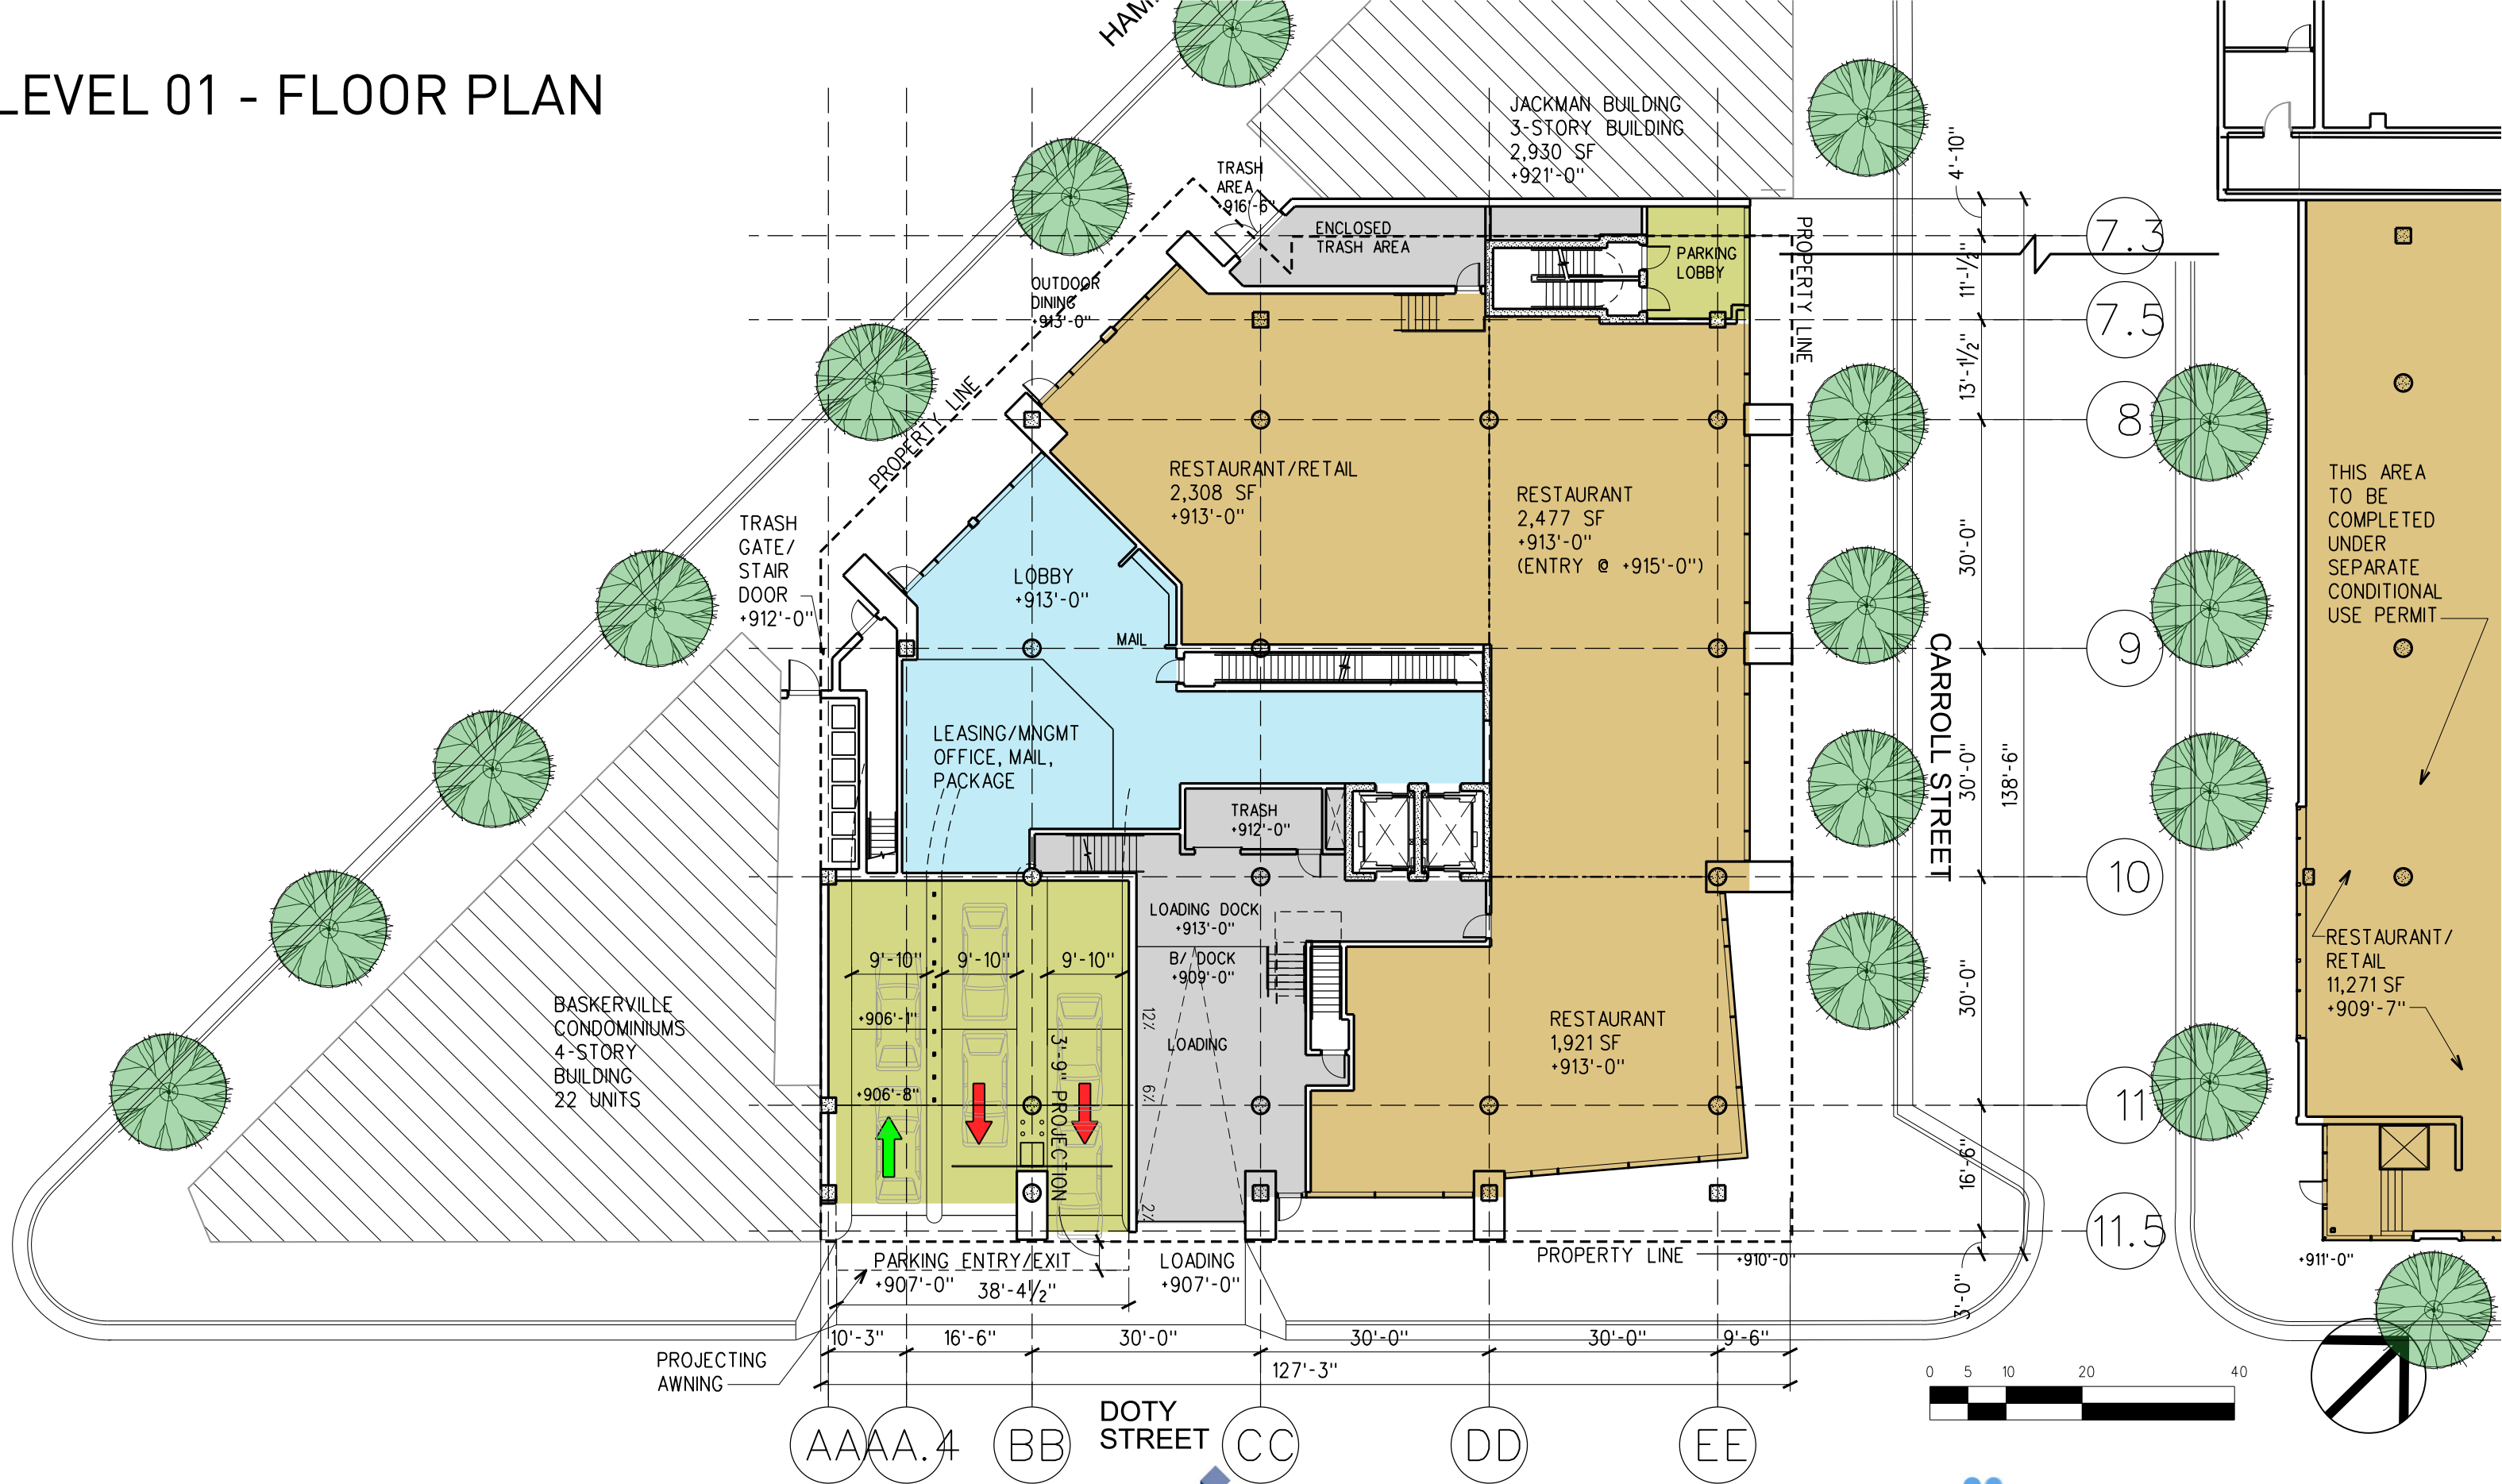 LEVEL 01 - FLOOR PLAN
JACKMAN BUILDING
3-STORY BUILDING
2,930 SF
+921'-0"
TRASH
AREA
+916'-6"
ENCLOSED
TRASH AREA
PARKING
LOBBY
PROPERTY LINE
OUTDOOR
DINING
+913'-0"
PROPERTY LINE
RESTAURANT/RETAIL
2,308 SF
+913'-0"
RESTAURANT
2,477 SF
+913'-0"
(ENTRY @ +915'-0")
TRASH
GATE/
STAIR
DOOR
+912'-0"
LOBBY
+913'-0"
MAIL
LEASING/MNGMT
OFFICE, MAIL,
PACKAGE
TRASH
+912'-0"
LOADING DOCK
+913'-0"
B/ DOCK
+909'-0"
LOADING
12%
6%
2%
9'-10"
9'-10"
9'-10"
+906'-1"
+906'-8"
3'-9" PROJECTION
BASKERVILLE
CONDOMINIUMS
4-STORY
BUILDING
22 UNITS
RESTAURANT
1,921 SF
+913'-0"
PARKING ENTRY/EXIT
+907'-0"
38'-4½"
LOADING
+907'-0"
PROPERTY LINE
+910'-0"
PROJECTING
AWNING
10'-3"
16'-6"
30'-0"
30'-0"
30'-0"
9'-6"
127'-3"
DOTY
STREET
AA
AA.4
BB
CC
DD
EE
CARROLL STREET
4'-10"
11'-½"
13'-1½"
30'-0"
30'-0"
30'-0"
16'-6"
3'-0"
138'-6"
7.3
7.5
8
9
10
11
11.5
THIS AREA
TO BE
COMPLETED
UNDER
SEPARATE
CONDITIONAL
USE PERMIT
RESTAURANT/
RETAIL
11,271 SF
+909'-7"
+911'-0"
0 5 10 20 40